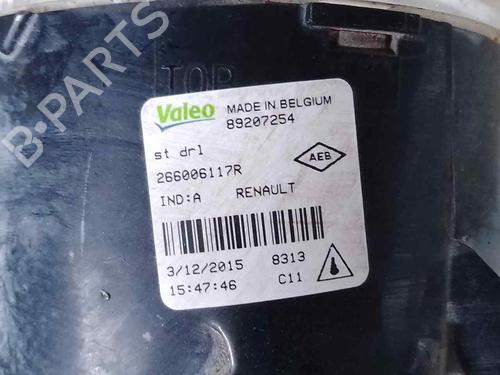 TOP
Valeo MADE IN BELGIUM
89207254
st drl
AEB
266006117R
IND:A RENAULT
3/12/2015 8313
15:47:46 C11
B-PARTS